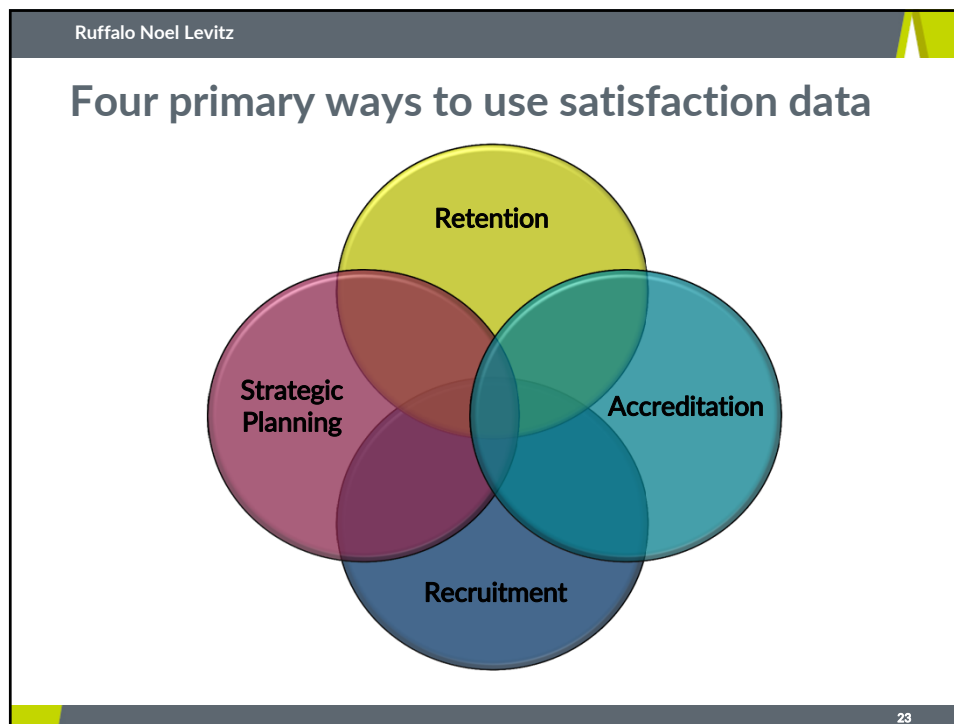 Ruffalo Noel Levitz
Four primary ways to use satisfaction data
Retention
Strategic
Planning
Accreditation
Recruitment
23